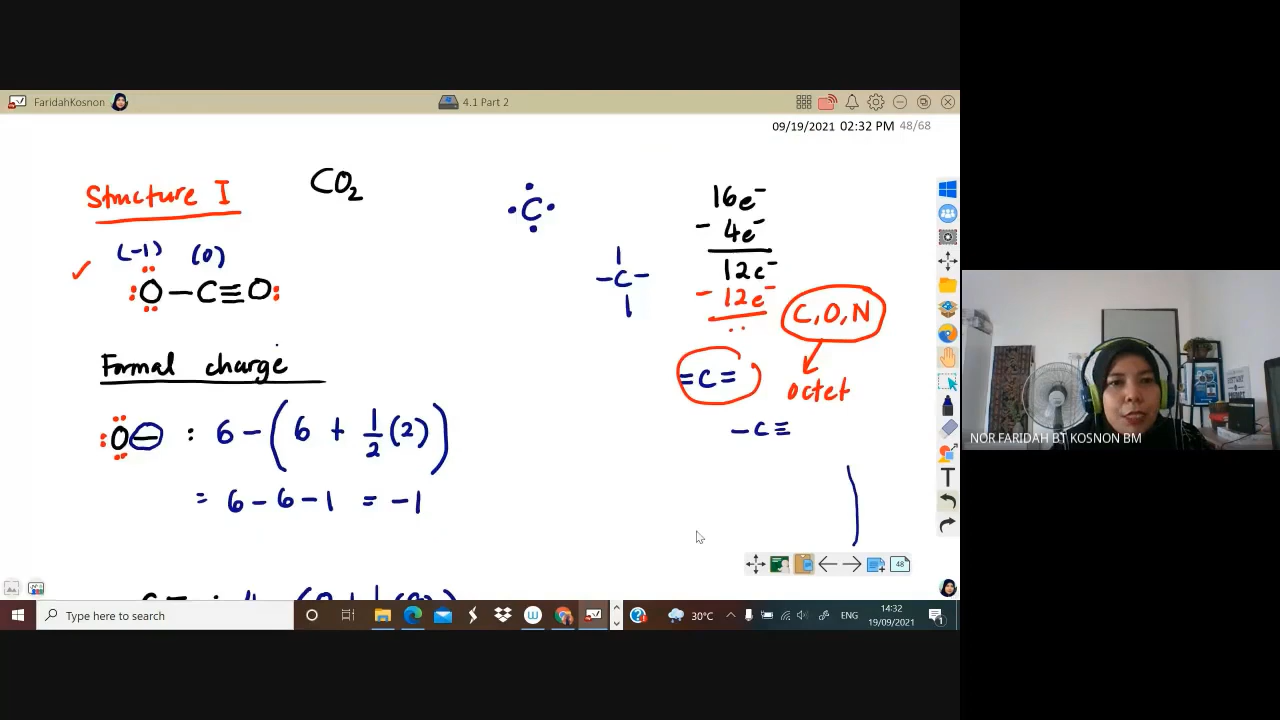 FaridahKosnon
4.1 Part 2
09/19/2021 02:32 PM 48/68
Structure I
CO2
C
16e-
- 4e-
12e-
- 12e-
(-1) (0)
O - C ≡ O
- C -
C, O, N
octet
= C =
- C ≡
Formal charge
O - : 6 - ( 6 + 1/2 (2) )
= 6 - 6 - 1 = -1
NOR FARIDAH BT KOSNON BM
Type here to search
30°C
ENG
14:32
19/09/2021